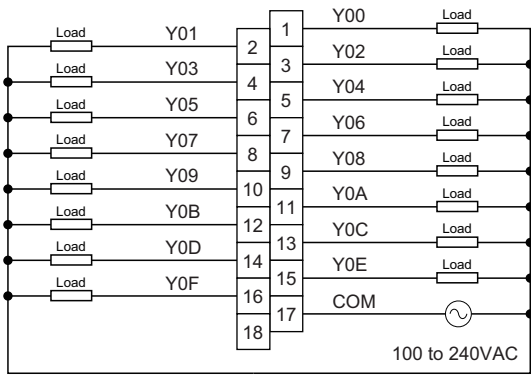 1 Y00 Load
Load Y01 2
3 Y02 Load
Load Y03 4
5 Y04 Load
Load Y05 6
7 Y06 Load
Load Y07 8
9 Y08 Load
Load Y09 10
11 Y0A Load
Load Y0B 12
13 Y0C Load
Load Y0D 14
15 Y0E Load
Load Y0F 16
17 COM
18
100 to 240VAC